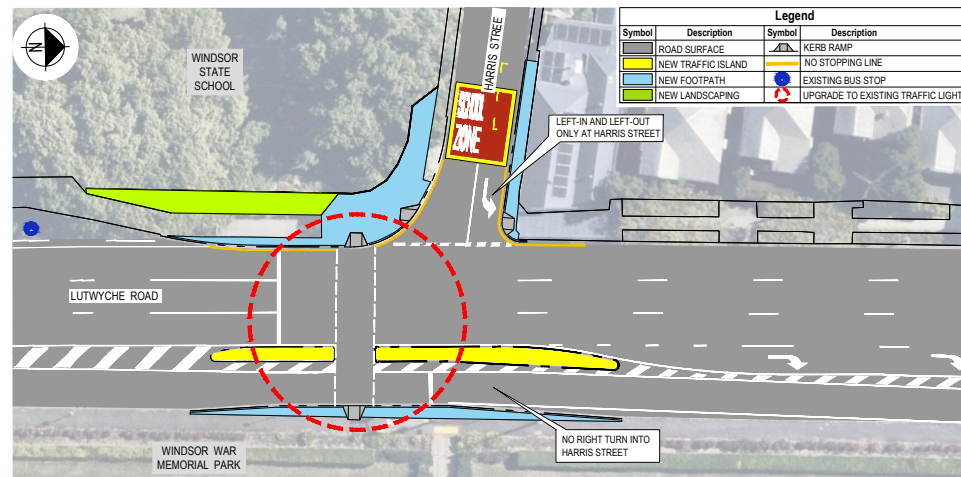 N
WINDSOR
STATE
SCHOOL
HARRIS STREE
SCHOOL
ZONE
LEFT-IN AND LEFT-OUT
ONLY AT HARRIS STREET
Legend
Symbol Description Symbol Description
ROAD SURFACE KERB RAMP
NEW TRAFFIC ISLAND NO STOPPING LINE
NEW FOOTPATH EXISTING BUS STOP
NEW LANDSCAPING UPGRADE TO EXISTING TRAFFIC LIGHT
LUTWYCHE ROAD
NO RIGHT TURN INTO
HARRIS STREET
WINDSOR WAR
MEMORIAL PARK